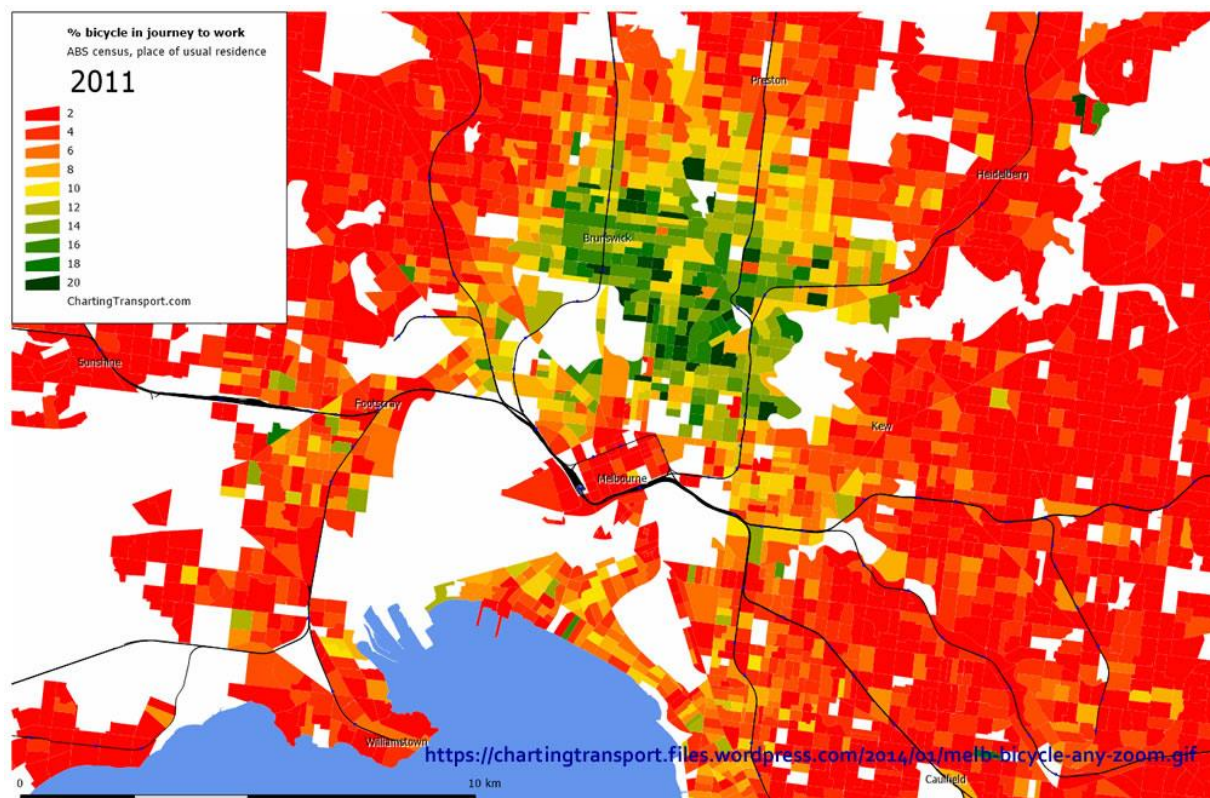 % bicycle in journey to work
ABS census, place of usual residence
2011
2
4
6
8
10
12
14
16
18
20
ChartingTransport.com
Preston
Heidelberg
Brunswick
Sunshine
Footscray
Kew
Melbourne
Williamstown
https://chartingtransport.files.wordpress.com/2014/01/melb-bicycle-any-zoom.gif
Caulfield
0
10 km